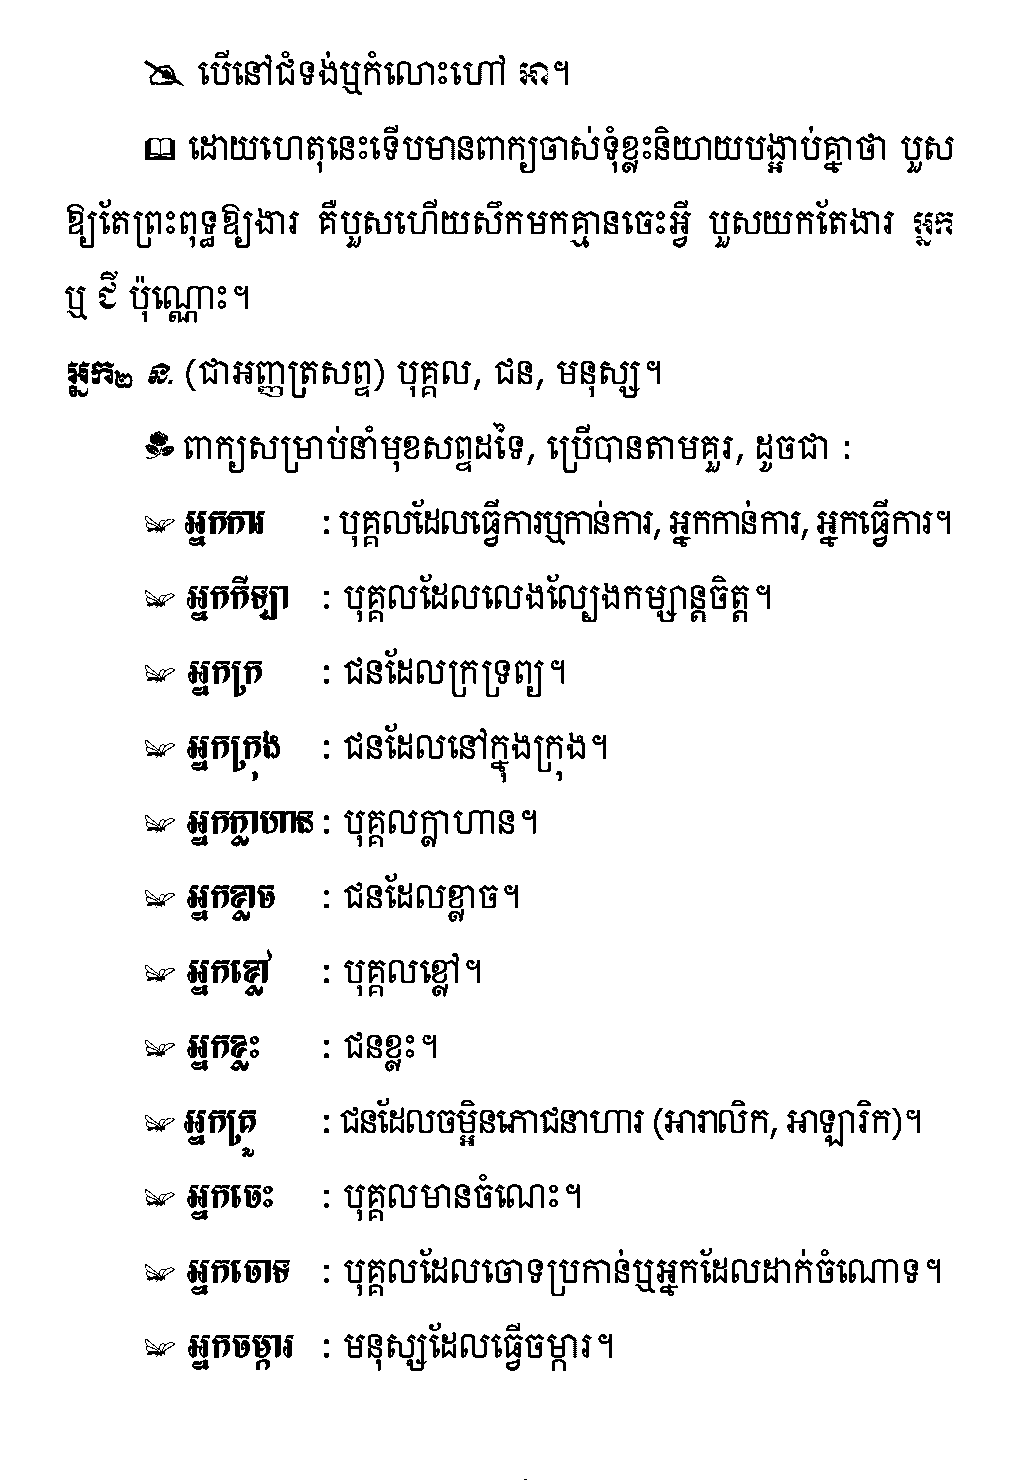 បើនៅជំទង់ឬកំលោះហៅ អា។
ដោយហេតុនេះទើបមានពាក្យចាស់ទុំខ្លះនិយាយបង្អាប់គ្នាថា បួស
ឱ្យតែព្រះពុទ្ធឱ្យងារ គឺបួសហើយសឹកមកគ្មានចេះអ្វី បួសយកតែងារ អ្នក
ឬ ជី ប៉ុណ្ណោះ។
អ្នក២ ន. (ជាអញ្ញត្រសព្ទ) បុគ្គល, ជន, មនុស្ស។
ពាក្យសម្រាប់នាំមុខសព្ទដទៃ, ប្រើបានតាមគួរ, ដូចជា :
អ្នកការ : បុគ្គលដែលធ្វើការឬកាន់ការ, អ្នកកាន់ការ, អ្នកធ្វើការ។
អ្នកកីឡា : បុគ្គលដែលលេងល្បែងកម្សាន្តចិត្ត។
អ្នកក្រ : ជនដែលក្រទ្រព្យ។
អ្នកក្រុង : ជនដែលនៅក្នុងក្រុង។
អ្នកក្លាហាន : បុគ្គលក្លាហាន។
អ្នកខ្លាច : ជនដែលខ្លាច។
អ្នកខ្លៅ : បុគ្គលខ្លៅ។
អ្នកខ្លះ : ជនខ្លះ។
អ្នកគ្រួ : ជនដែលចម្អិនភោជនាហារ (អារាលិក, អាឡារិក)។
អ្នកចេះ : បុគ្គលមានចំណេះ។
អ្នកចោទ : បុគ្គលដែលចោទប្រកាន់ឬអ្នកដែលដាក់ចំណោទ។
អ្នកចម្ការ : មនុស្សដែលធ្វើចម្ការ។